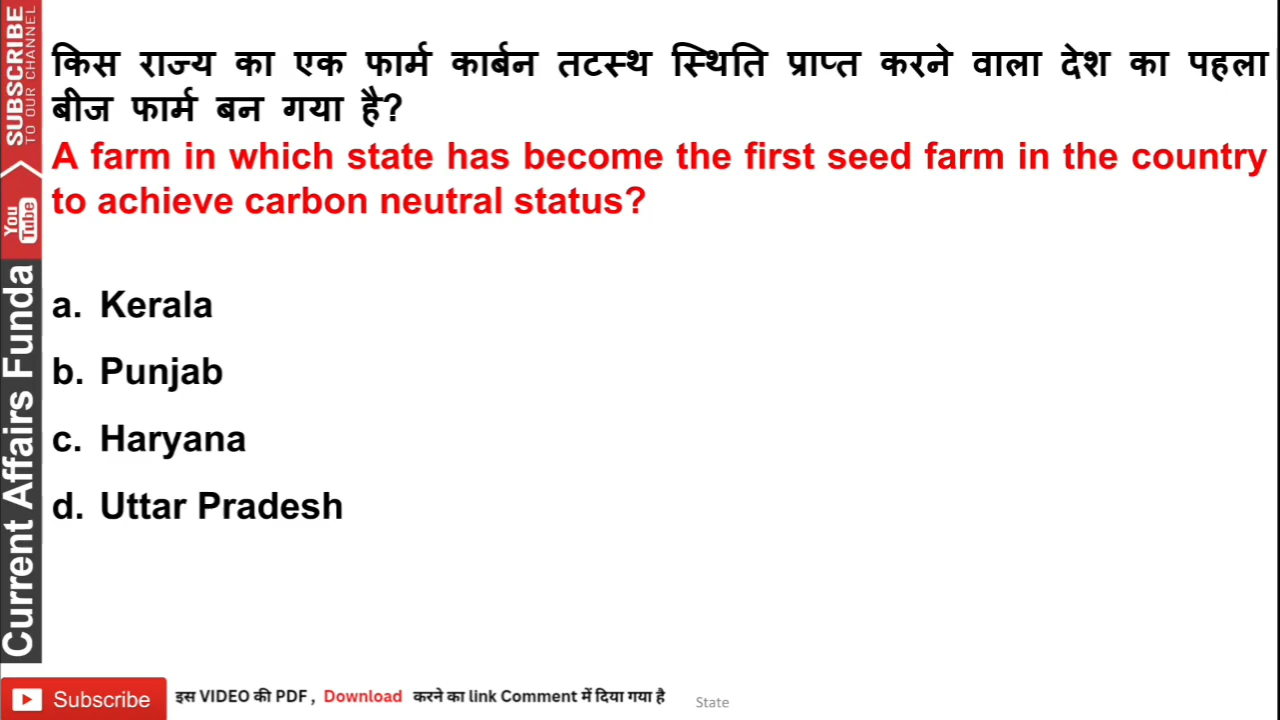 किस राज्य का एक फार्म कार्बन तटस्थ स्थिति प्राप्त करने वाला देश का पहला
बीज फार्म बन गया है?
A farm in which state has become the first seed farm in the country
to achieve carbon neutral status?
a. Kerala
b. Punjab
c. Haryana
d. Uttar Pradesh
SUBSCRIBE
TO OUR CHANNEL
You
Tube
Current Affairs Funda
Subscribe
इस VIDEO की PDF , Download करने का link Comment में दिया गया है
State